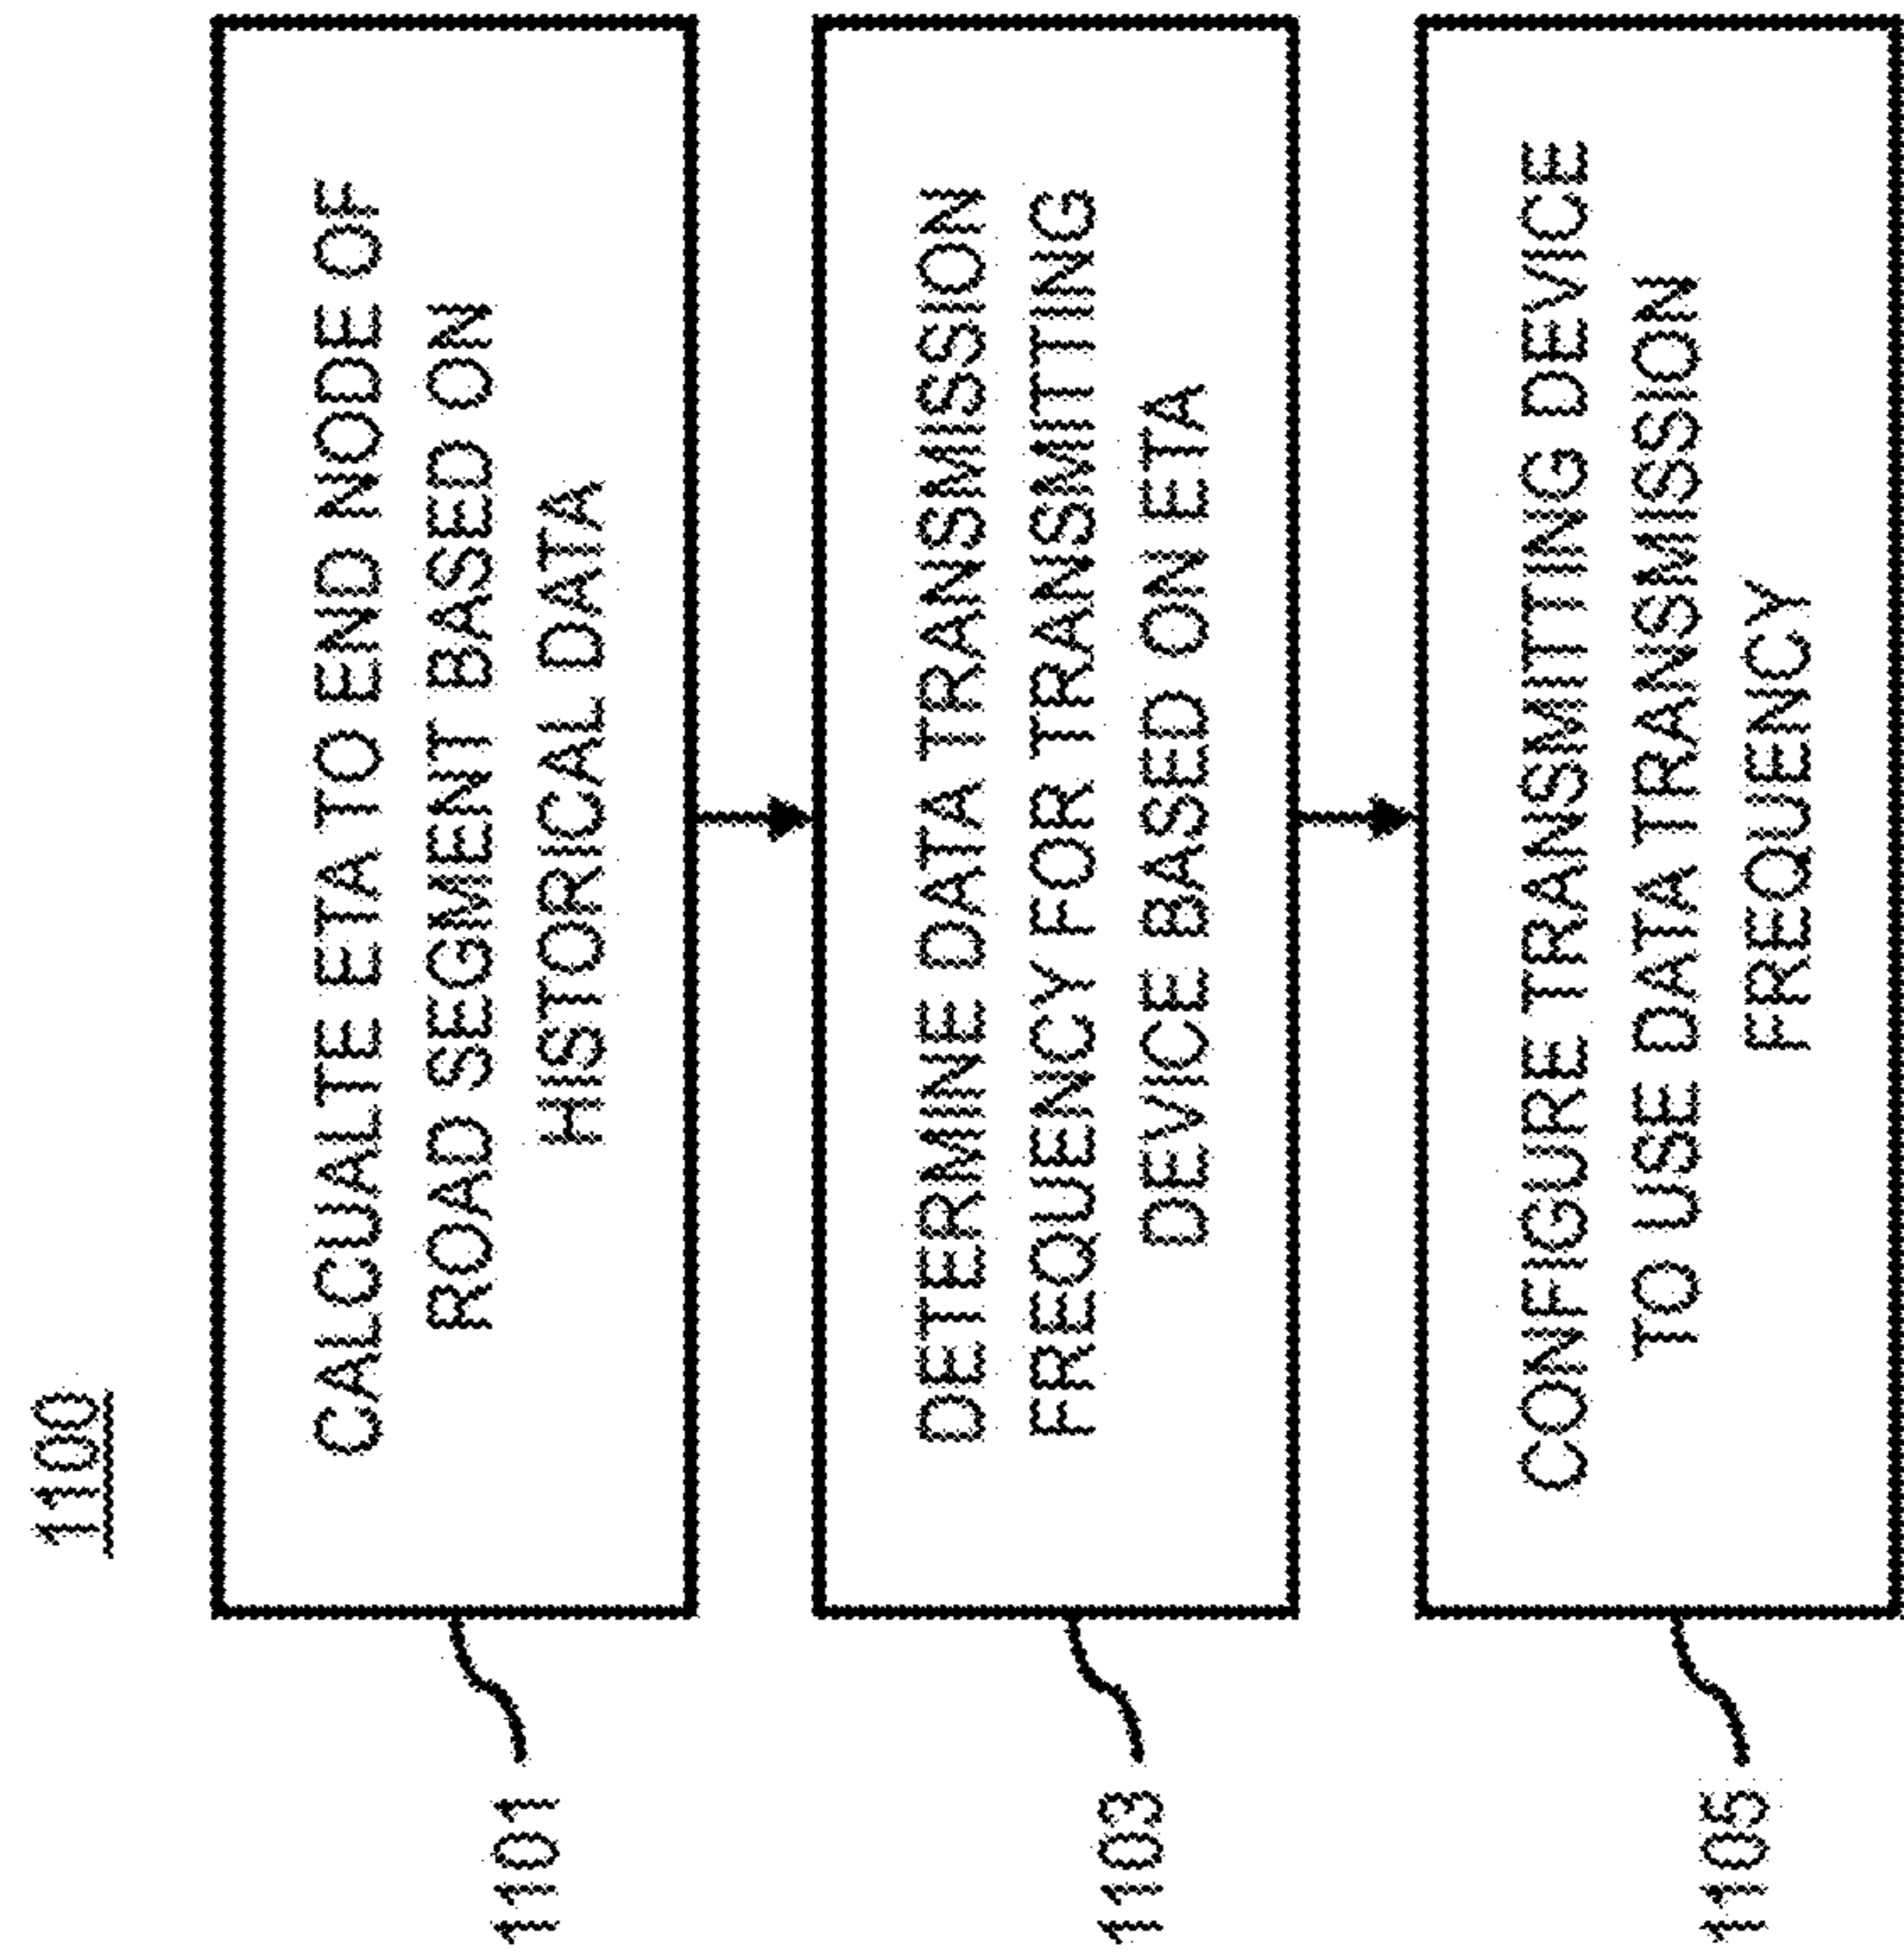 1100
CALCUALTE ETA TO END NODE OF
ROAD SEGMENT BASED ON
HISTORICAL DATA
1101
DETERMINE DATA TRANSMISSION
FREQUENCY FOR TRANSMITTING
DEVICE BASED ON ETA
1103
CONFIGURE TRANSMITTING DEVICE
TO USE DATA TRANSMISSION
FREQUENCY
1105